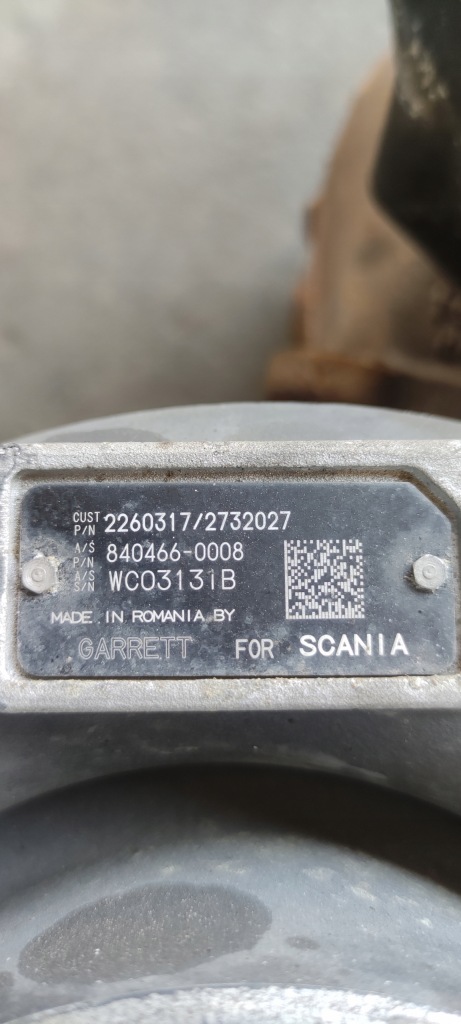 CUST P/N 2260317/2732027
A/S P/N 840466-0008
A/S S/N WC03131B
MADE IN ROMANIA BY
GARRETT FOR SCANIA